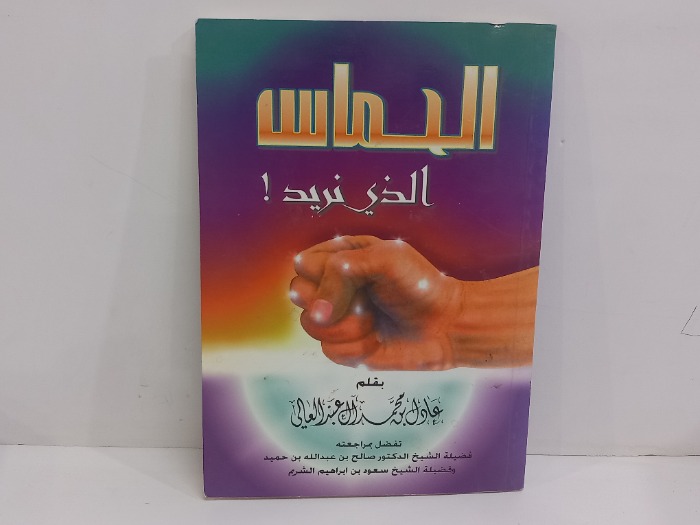 الحماس
الذي نريد !
بقلم
عادل بن محمد آل عبد العالي
تفضل بمراجعته
فضيلة الشيخ الدكتور صالح بن عبدالله بن حميد
وفضيلة الشيخ سعود بن ابراهيم الشريم